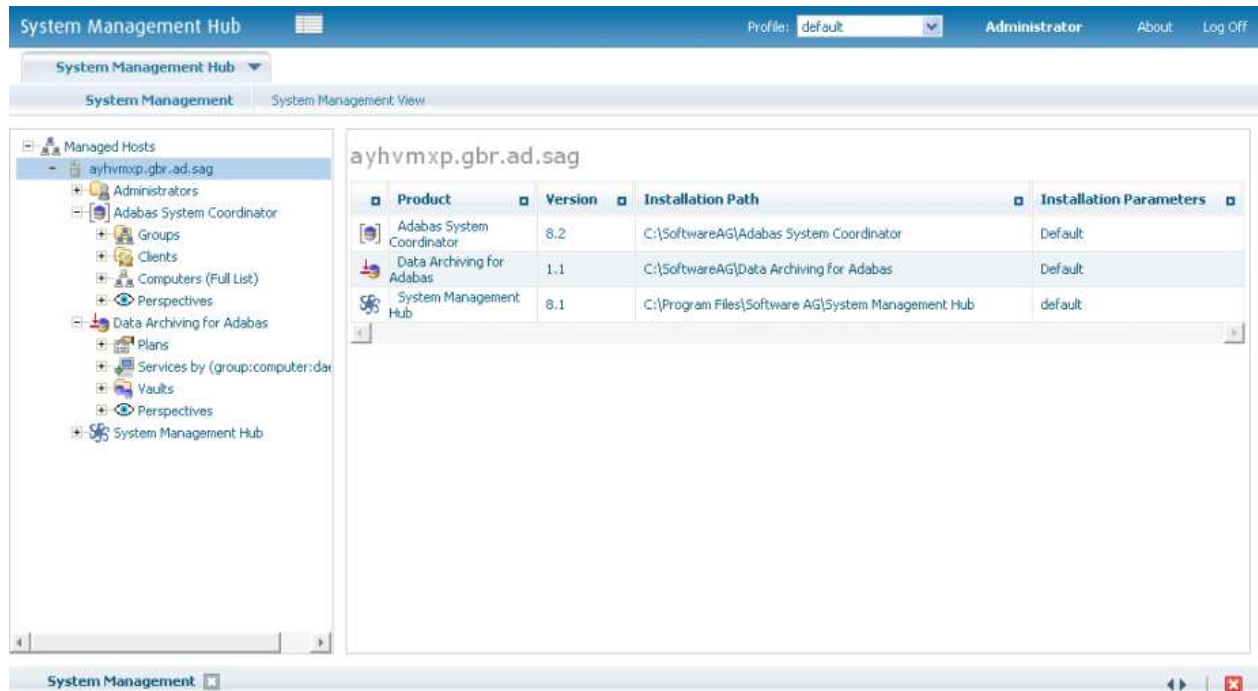 System Management Hub
Profile: default
Administrator
About
Log Off
System Management Hub
System Management
System Management View
Managed Hosts
ayhvmxp.gbr.ad.sag
Administrators
Adabas System Coordinator
Groups
Clients
Computers (Full List)
Perspectives
Data Archiving for Adabas
Plans
Services by (group:computer:dae
Vaults
Perspectives
System Management Hub
ayhvmxp.gbr.ad.sag
Product Version Installation Path Installation Parameters
Adabas System
Coordinator
8.2 C:\SoftwareAG\Adabas System Coordinator Default
Data Archiving for
Adabas
1.1 C:\SoftwareAG\Data Archiving for Adabas Default
System Management
Hub
8.1 C:\Program Files\Software AG\System Management Hub default
System Management